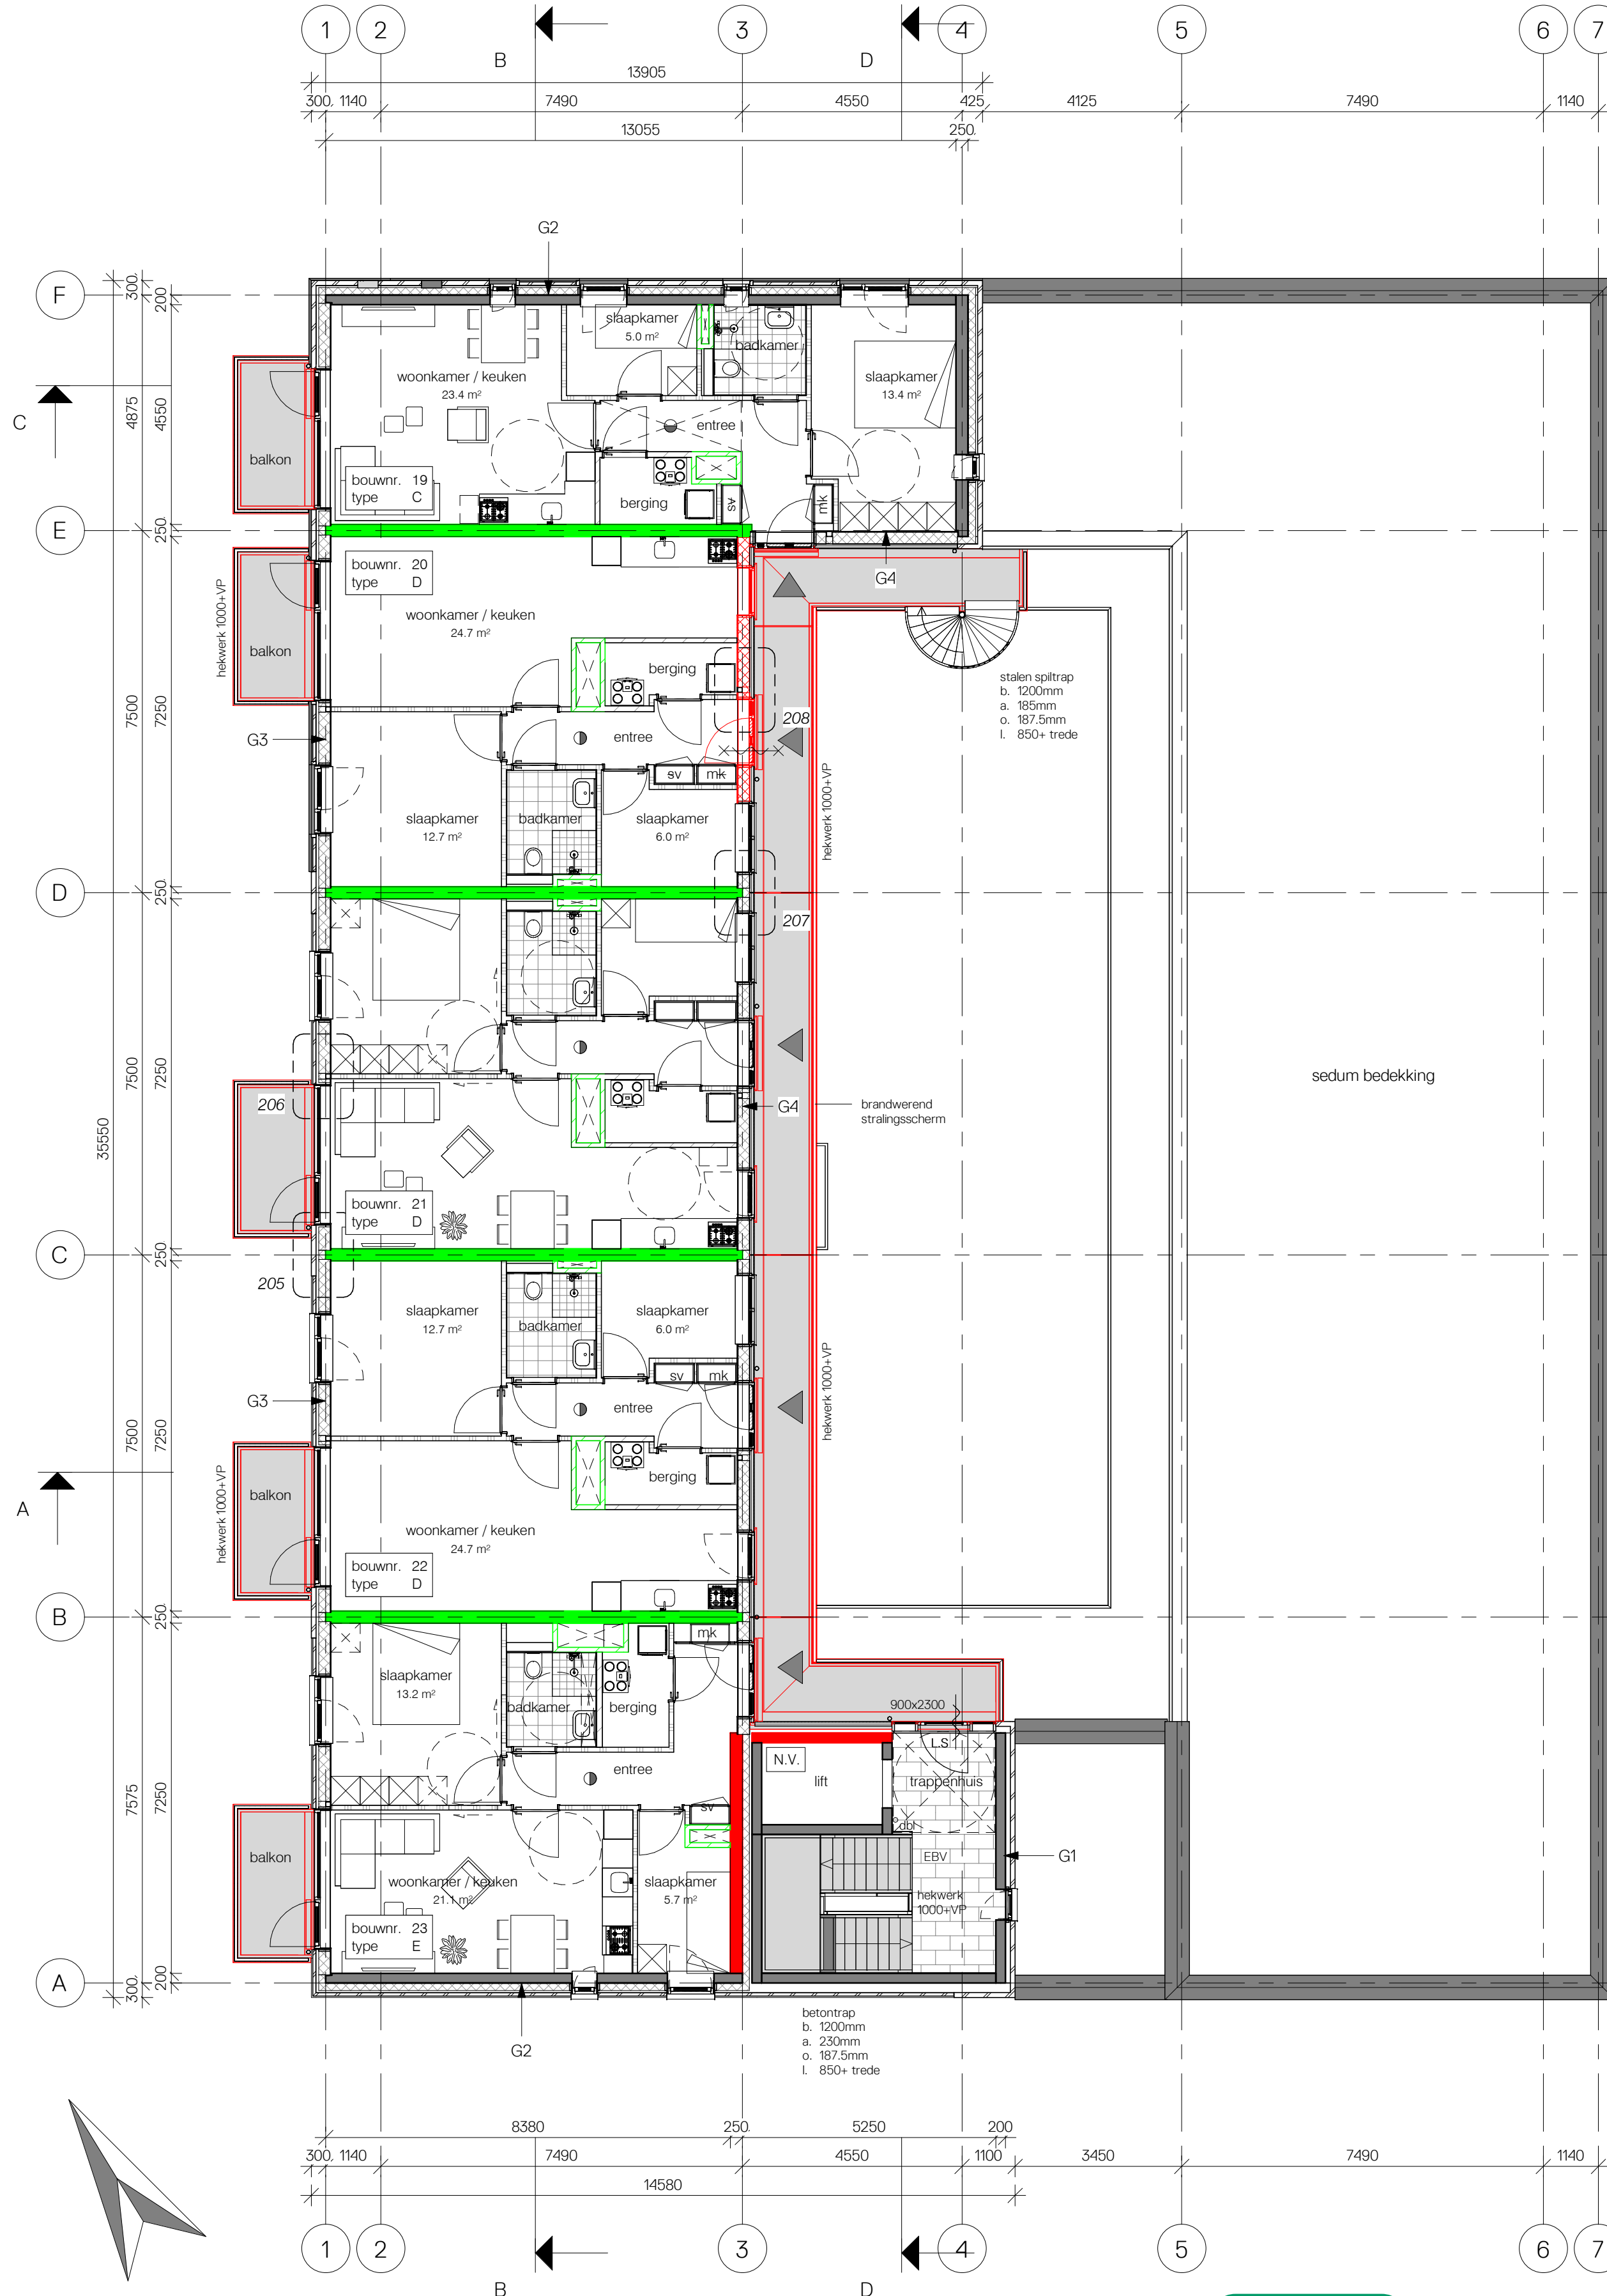 1
2
3
4
5
6
7
B
D
13905
300
1140
7490
4550
425
4125
7490
1140
13055
250
G2
F
300
200
slaapkamer
5.0 m²
badkamer
woonkamer / keuken
23.4 m²
slaapkamer
13.4 m²
C
4875
4550
entree
balkon
bouwnr. 19
type C
berging
sv
mk
E
250
G4
bouwnr. 20
type D
hekwerk 1000+VP
balkon
woonkamer / keuken
24.7 m²
berging
stalen spiltrap
b. 1200mm
a. 185mm
o. 187.5mm
l. 850+ trede
7500
7250
G3
entree
208
sv
mk
hekwerk 1000+VP
slaapkamer
12.7 m²
badkamer
slaapkamer
6.0 m²
D
250
207
7500
7250
206
G4
brandwerend
stralingsscherm
sedum bedekking
35550
bouwnr. 21
type D
C
250
205
slaapkamer
12.7 m²
badkamer
slaapkamer
6.0 m²
sv
mk
G3
entree
hekwerk 1000+VP
7500
7250
berging
balkon
hekwerk 1000+VP
A
woonkamer / keuken
24.7 m²
bouwnr. 22
type D
B
250
mk
slaapkamer
13.2 m²
badkamer
berging
900x2300
L.S
N.V.
lift
trappenhuis
entree
7575
7250
sv
dbl
EBV
G1
balkon
woonkamer / keuken
21.1 m²
slaapkamer
5.7 m²
hekwerk
1000+VP
bouwnr. 23
type E
A
200
300
betontrap
b. 1200mm
a. 230mm
o. 187.5mm
l. 850+ trede
G2
8380
250
5250
200
300
1140
7490
4550
1100
3450
7490
1140
14580
1
2
3
4
5
6
7
B
D